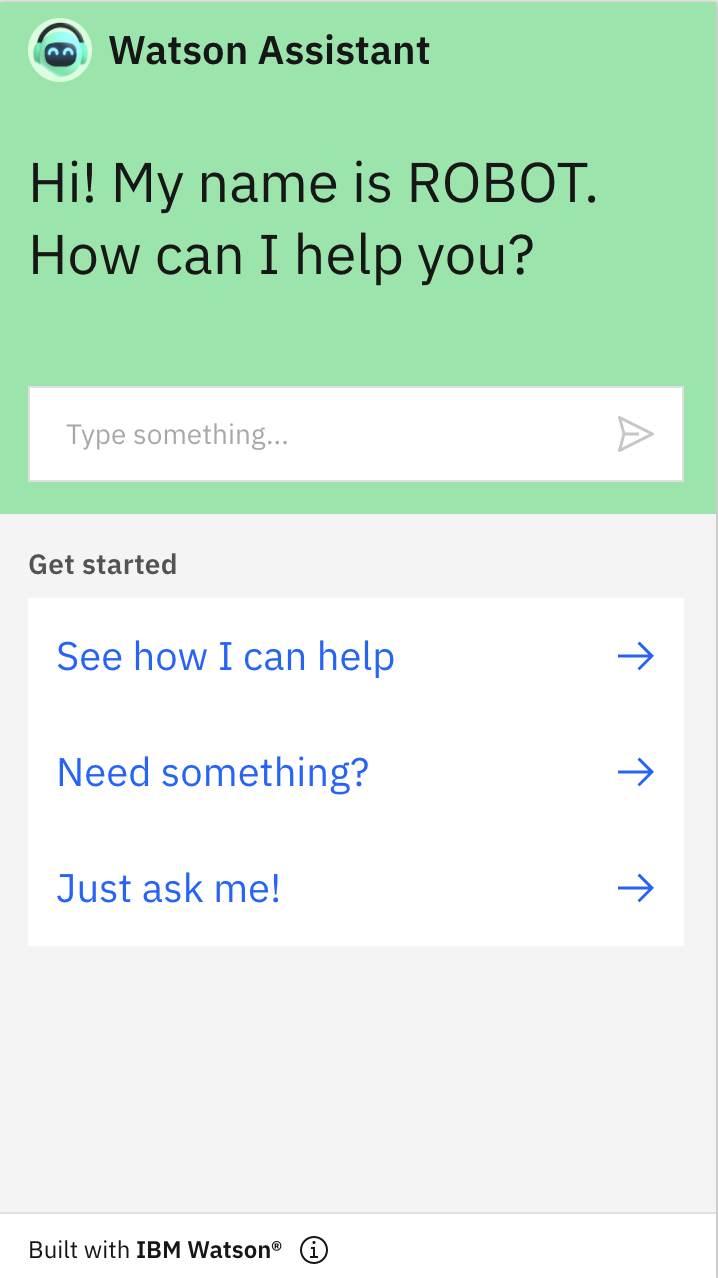 Watson Assistant
Hi! My name is ROBOT.
How can I help you?
Type something...
Get started
See how I can help
Need something?
Just ask me!
Built with IBM Watson®